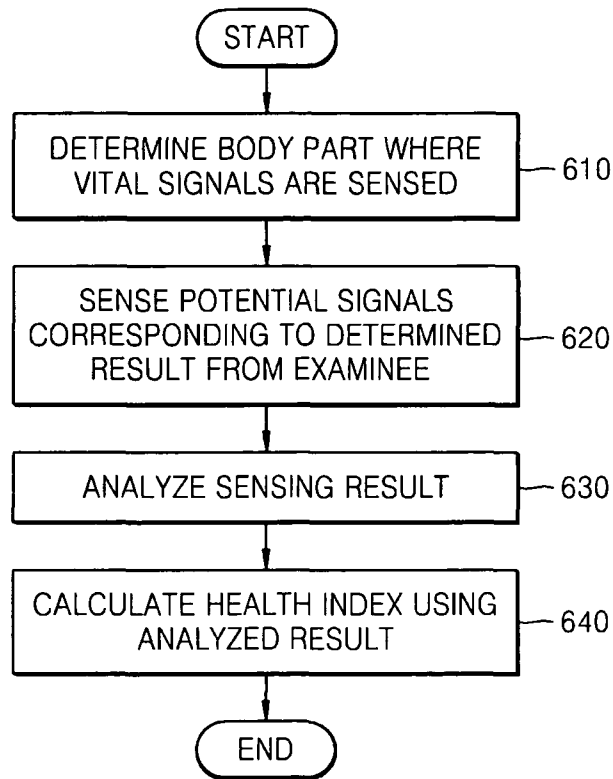 START
DETERMINE BODY PART WHERE
VITAL SIGNALS ARE SENSED
610
SENSE POTENTIAL SIGNALS
CORRESPONDING TO DETERMINED
RESULT FROM EXAMINEE
620
ANALYZE SENSING RESULT
630
CALCULATE HEALTH INDEX USING
ANALYZED RESULT
640
END